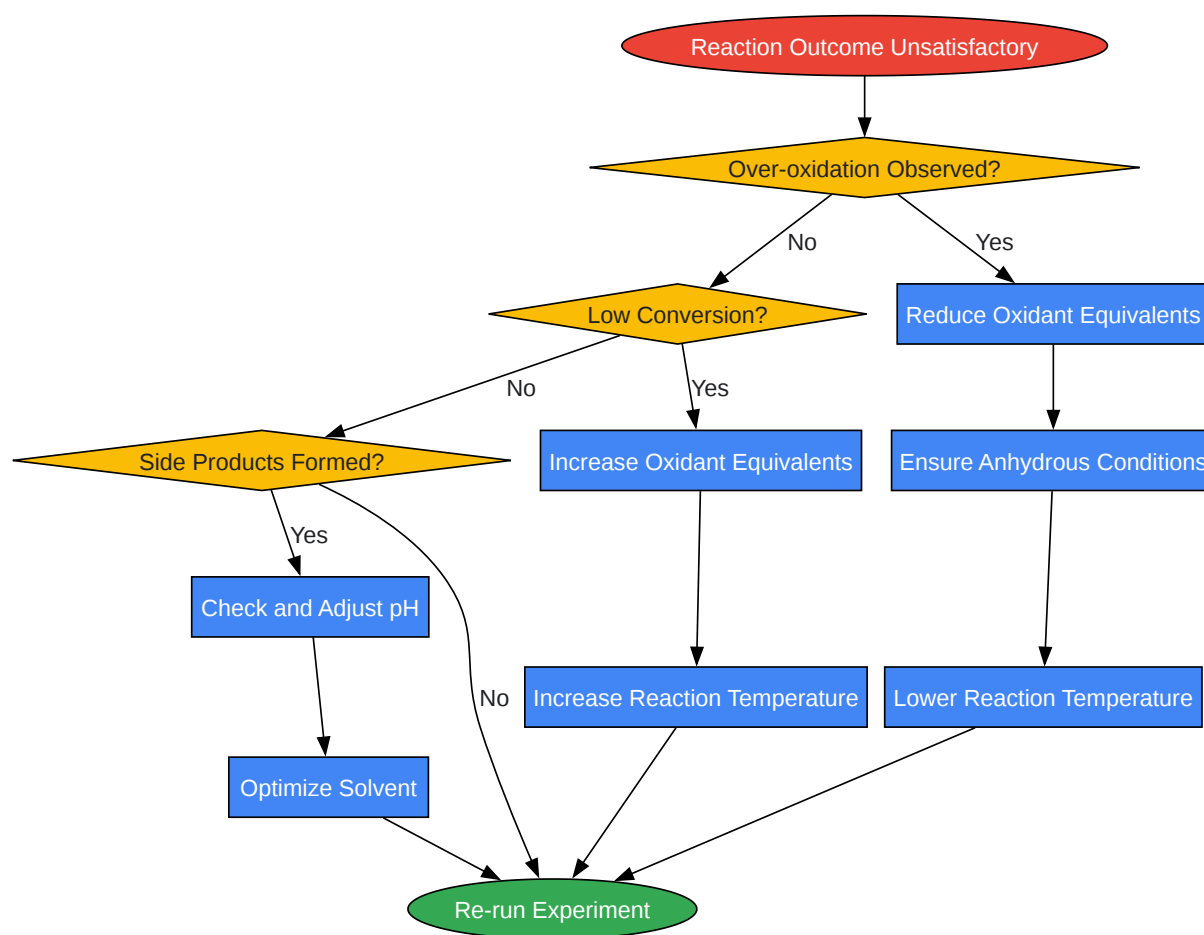 Reaction Outcome Unsatisfactory
Over-oxidation Observed?
No
Yes
Low Conversion?
Reduce Oxidant Equivalents
No
Yes
Side Products Formed?
Increase Oxidant Equivalents
Ensure Anhydrous Conditions
Yes
Check and Adjust pH
No
Increase Reaction Temperature
Lower Reaction Temperature
Optimize Solvent
Re-run Experiment